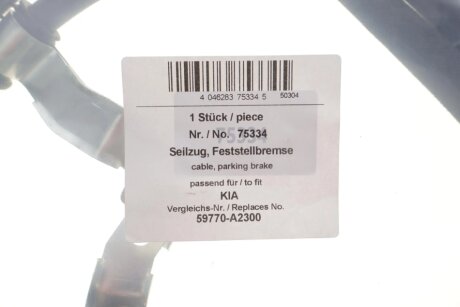 4 046283 75334 5 50304
1 Stück / piece
Nr. / No. 75334
75334
Seilzug, Feststellbremse
cable, parking brake
passend für / to fit
KIA
Vergleichs-Nr. / Replaces No.
59770-A2300